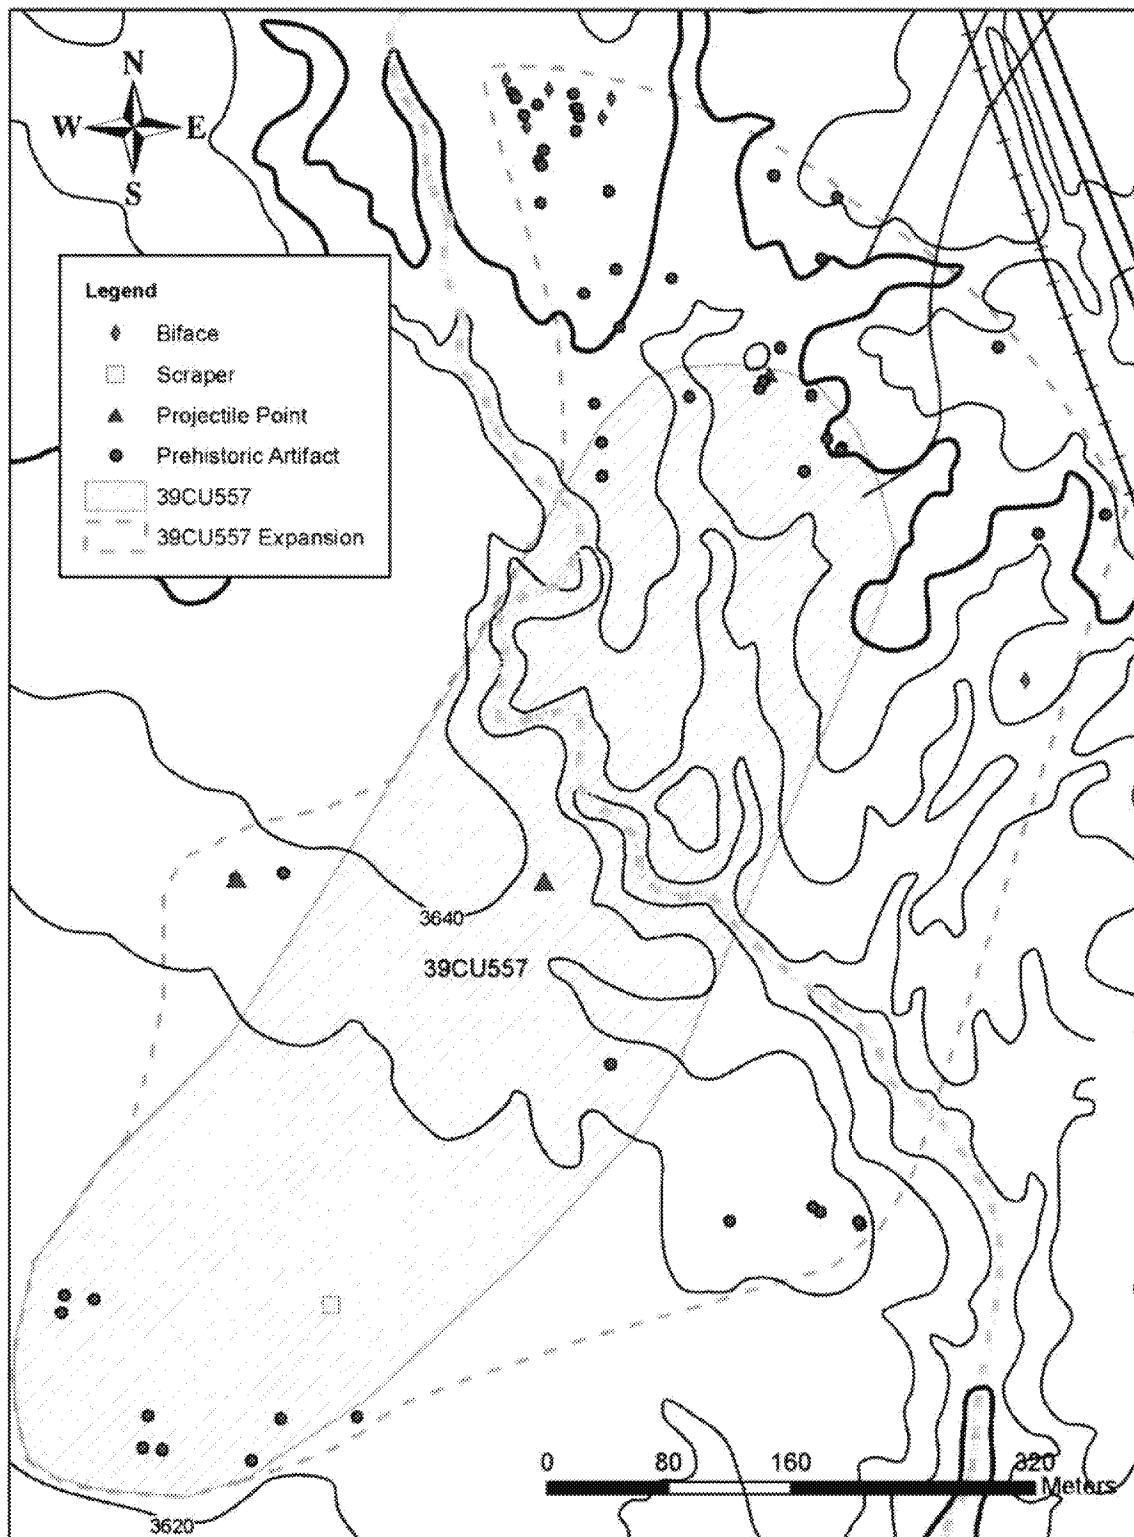 N
W E
S
Legend
Biface
Scraper
Projectile Point
Prehistoric Artifact
39CU557
39CU557 Expansion
3640
39CU557
0 80 160 320
Meters
3620